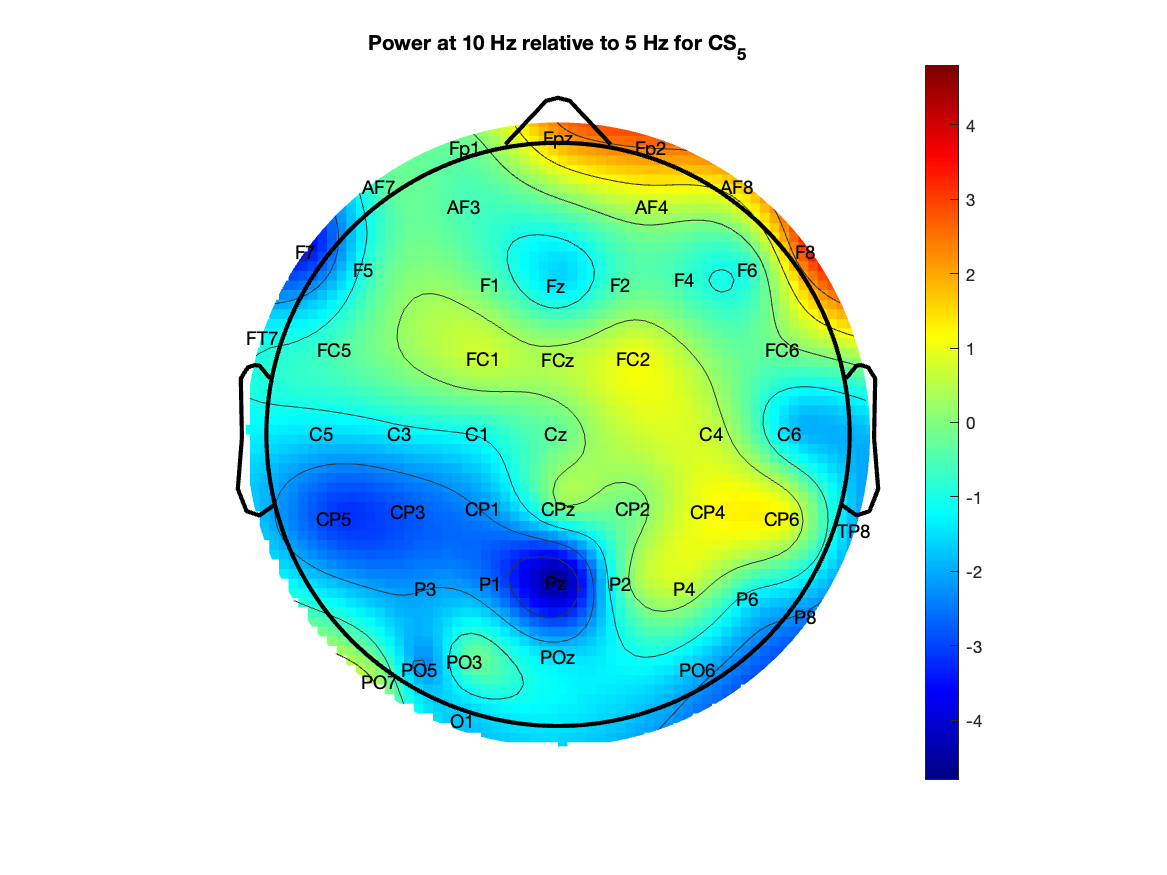 Power at 10 Hz relative to 5 Hz for CS5
Fp1 Fpz Fp2
AF7 AF8
AF3 AF4
F7 F8
F5 F1 Fz F2 F4 F6
FT7
FC5 FC1 FCz FC2 FC6
C5 C3 C1 Cz C4 C6
CP5 CP3 CP1 CPz CP2 CP4 CP6
TP8
P3 P1 Pz P2 P4 P6
P8
PO7 PO5 PO3 POz PO6
O1
4
3
2
1
0
-1
-2
-3
-4